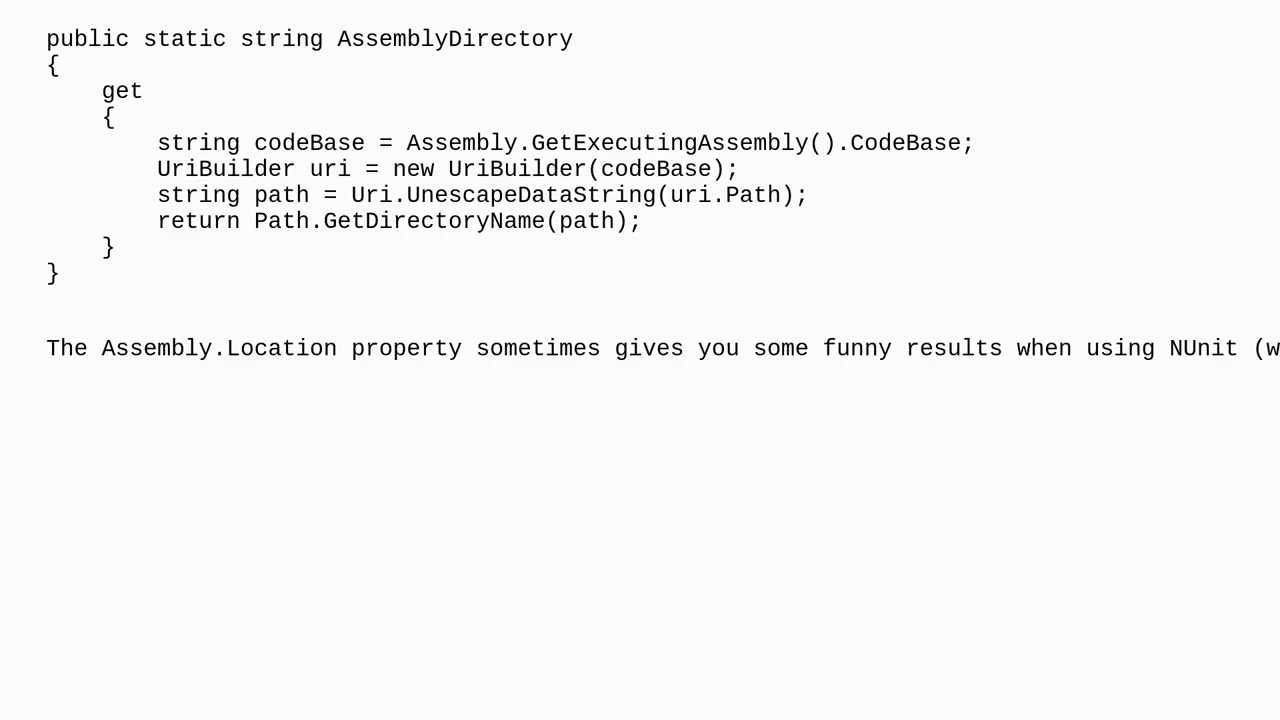 public static string AssemblyDirectory
{
    get
    {
        string codeBase = Assembly.GetExecutingAssembly().CodeBase;
        UriBuilder uri = new UriBuilder(codeBase);
        string path = Uri.UnescapeDataString(uri.Path);
        return Path.GetDirectoryName(path);
    }
}
The Assembly.Location property sometimes gives you some funny results when using NUnit (w